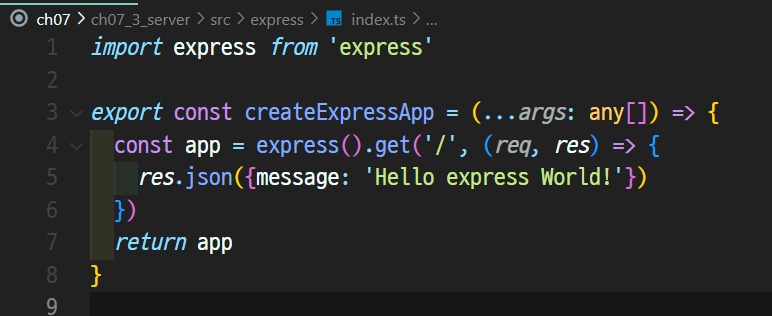 ch07 > ch07_3_server > src > express > TS index.ts > ...
1 import express from 'express'
2
3 export const createExpressApp = (...args: any[]) => {
4   const app = express().get('/', (req, res) => {
5     res.json({message: 'Hello express World!'})
6   })
7   return app
8 }
9